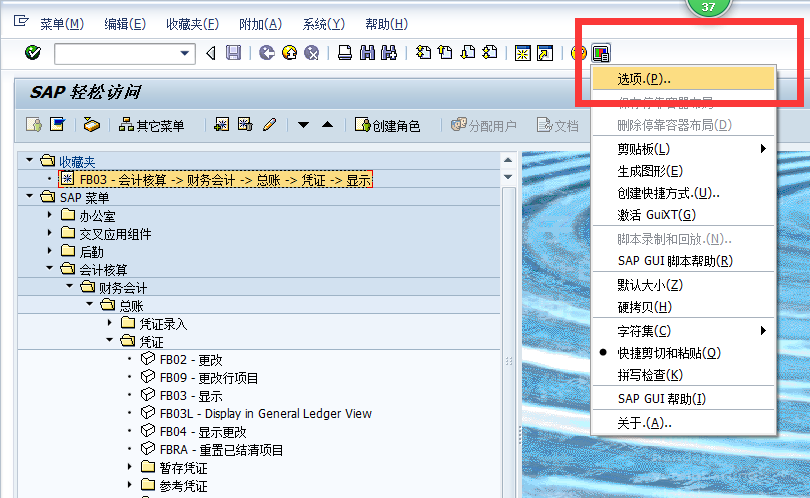 37
菜单(M) 编辑(E) 收藏夹(F) 附加(A) 系统(Y) 帮助(H)
SAP 轻松访问
其它菜单 创建角色 分配用户 文档
收藏夹
FB03 - 会计核算 -> 财务会计 -> 总账 -> 凭证 -> 显示
SAP 菜单
办公室
交叉应用组件
后勤
会计核算
财务会计
总账
凭证录入
凭证
FB02 - 更改
FB09 - 更改行项目
FB03 - 显示
FB03L - Display in General Ledger View
FB04 - 显示更改
FBRA - 重置已结清项目
暂存凭证
参考凭证
选项.(P)..
保存停靠容器布局
删除停靠容器布局(D)
剪贴板(L)
生成图形(E)
创建快捷方式.(U)..
激活 GuiXT(G)
脚本录制和回放.(N)..
SAP GUI 脚本帮助(R)
默认大小(Z)
硬拷贝(H)
字符集(C)
快捷剪切和粘贴(Q)
拼写检查(K)
SAP GUI 帮助(I)
关于.(A)..